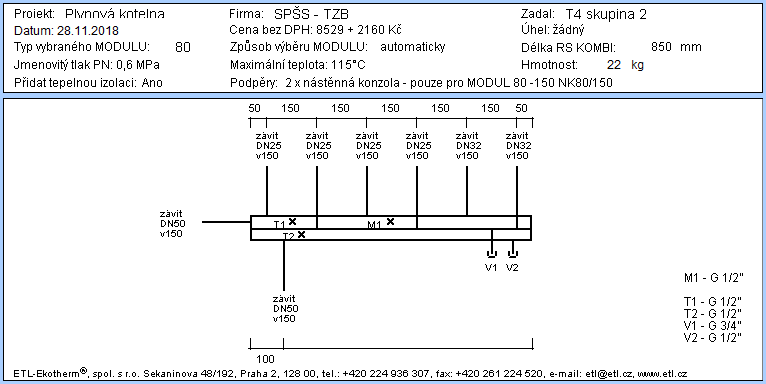 Projekt: Plynová kotelna Firma: SPŠS - TZB Zadal: T4 skupina 2
Datum: 28.11.2018 Cena bez DPH: 8529 + 2160 Kč Úhel: žádný
Typ vybraného MODULU: 80 Způsob výběru MODULU: automaticky Délka RS KOMBI: 850 mm
Jmenovitý tlak PN: 0,6 MPa Maximální teplota: 115°C Hmotnost: 22 kg
Přidat tepelnou izolaci: Ano Podpěry: 2 x nástěnná konzola - pouze pro MODUL 80 -150 NK80/150
50 150 150 150 150 150 50
závit závit závit závit závit závit
DN25 DN25 DN25 DN25 DN32 DN32
v150 v150 v150 v150 v150 v150
závit
DN50
v150
T1 M1
T2
V1 V2
M1 - G 1/2"
závit
DN50
v150
T1 - G 1/2"
T2 - G 1/2"
V1 - G 3/4"
V2 - G 1/2"
100
ETL-Ekotherm®, spol. s r.o. Sekaninova 48/192, Praha 2, 128 00, tel.: +420 224 936 307, fax: +420 261 224 520, e-mail: etl@etl.cz, www.etl.cz